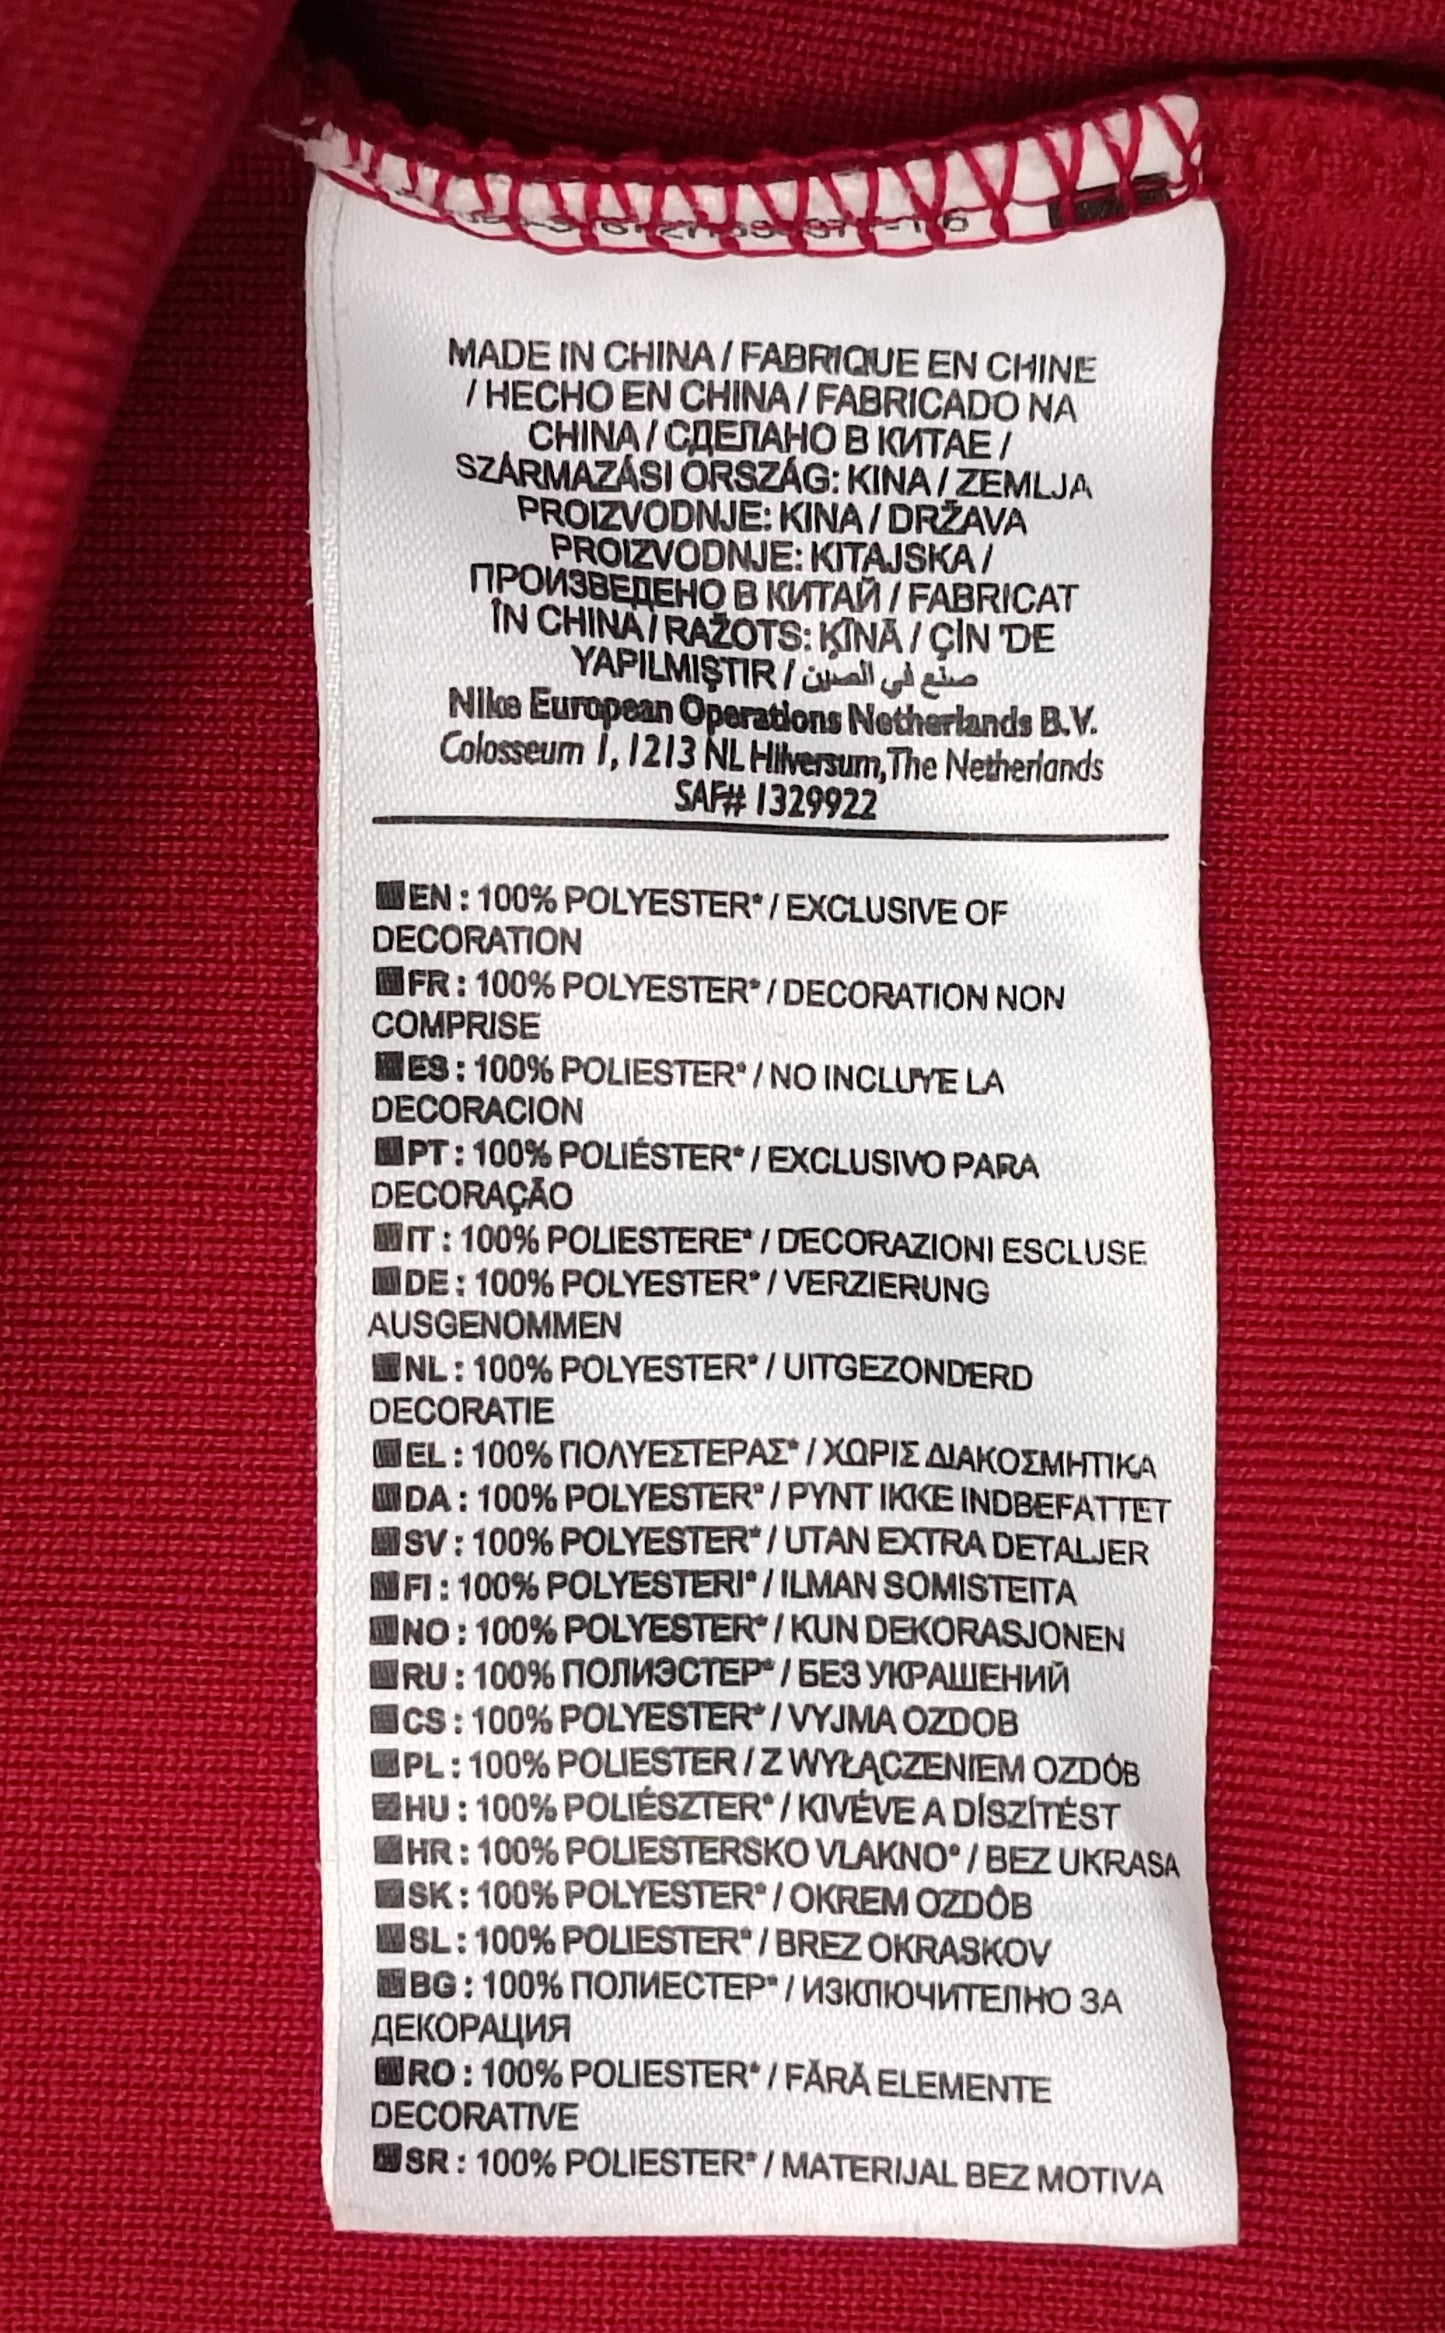 MADE IN CHINA / FABRIQUE EN CHINE
/ HECHO EN CHINA / FABRICADO NA
CHINA / СДЕЛАНО В КИТАЕ /
SZÁRMAZÁSI ORSZÁG: KINA / ZEMLJA
PROIZVODNJE: KINA / DRŽAVA
PROIZVODNJE: KITAJSKA /
ПРОИЗВЕДЕНО В КИТАЙ / FABRICAT
ÎN CHINA / RAŽOTS: ĶĪNĀ / ÇİN 'DE
YAPILMIŞTIR / صنع في الصين
Nike European Operations Netherlands B.V.
Colosseum 1, 1213 NL Hilversum, The Netherlands
SAF# 1329922
EN : 100% POLYESTER* / EXCLUSIVE OF
DECORATION
FR : 100% POLYESTER* / DECORATION NON
COMPRISE
ES : 100% POLIESTER* / NO INCLUYE LA
DECORACION
PT : 100% POLIÉSTER* / EXCLUSIVO PARA
DECORAÇÃO
IT : 100% POLIESTERE* / DECORAZIONI ESCLUSE
DE : 100% POLYESTER* / VERZIERUNG
AUSGENOMMEN
NL : 100% POLYESTER* / UITGEZONDERD
DECORATIE
EL : 100% ΠΟΛΥΕΣΤΕΡΑΣ* / ΧΩΡΙΣ ΔΙΑΚΟΣΜΗΤΙΚΑ
DA : 100% POLYESTER* / PYNT IKKE INDBEFATTET
SV : 100% POLYESTER* / UTAN EXTRA DETALJER
FI : 100% POLYESTERI* / ILMAN SOMISTEITA
NO : 100% POLYESTER* / KUN DEKORASJONEN
RU : 100% ПОЛИЭСТЕР* / БЕЗ УКРАШЕНИЙ
CS : 100% POLYESTER* / VYJMA OZDOB
PL : 100% POLIESTER / Z WYŁĄCZENIEM OZDÓB
HU : 100% POLIÉSZTER* / KIVÉVE A DÍSZÍTÉST
HR : 100% POLIESTERSKO VLAKNO* / BEZ UKRASA
SK : 100% POLYESTER* / OKREM OZDÔB
SL : 100% POLIESTER* / BREZ OKRASKOV
BG : 100% ПОЛИЕСТЕР* / ИЗКЛЮЧИТЕЛНО ЗА
ДЕКОРАЦИЯ
RO : 100% POLIESTER* / FĂRĂ ELEMENTE
DECORATIVE
SR : 100% POLIESTER* / MATERIJAL BEZ MOTIVA